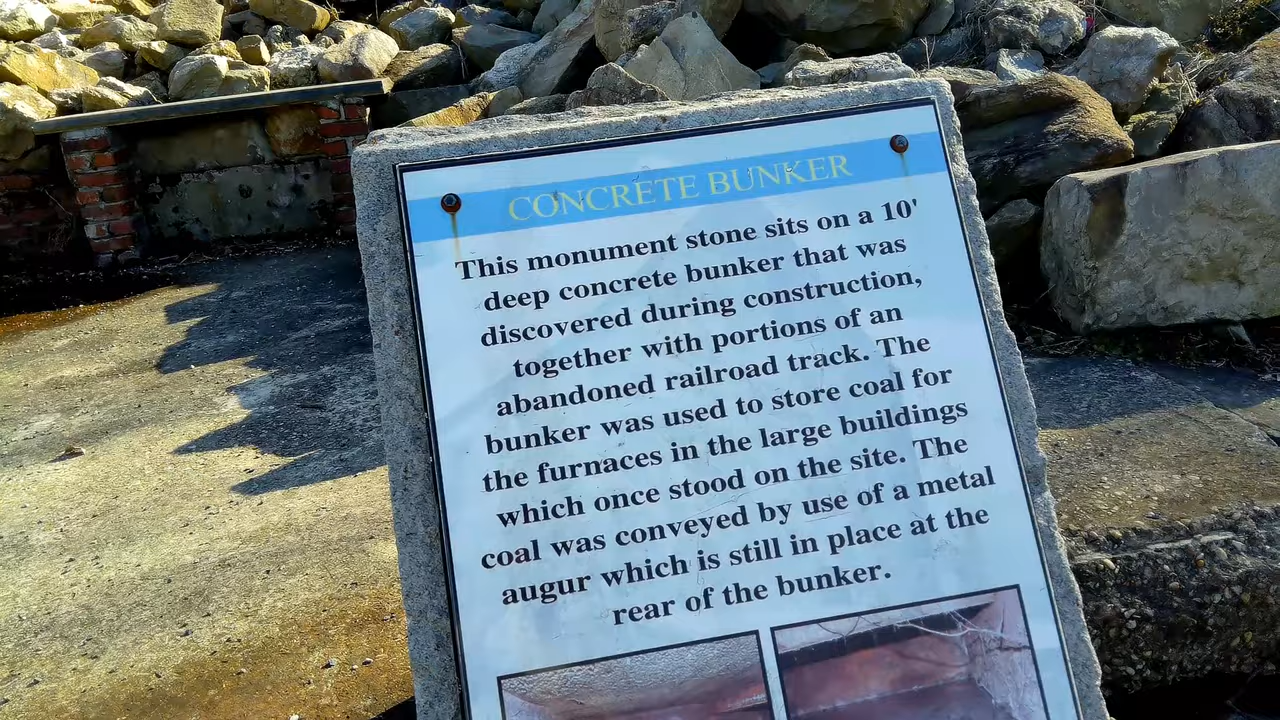 CONCRETE BUNKER
This monument stone sits on a 10'
deep concrete bunker that was
discovered during construction,
together with portions of an
abandoned railroad track. The
bunker was used to store coal for
the furnaces in the large buildings
which once stood on the site. The
coal was conveyed by use of a metal
augur which is still in place at the
rear of the bunker.